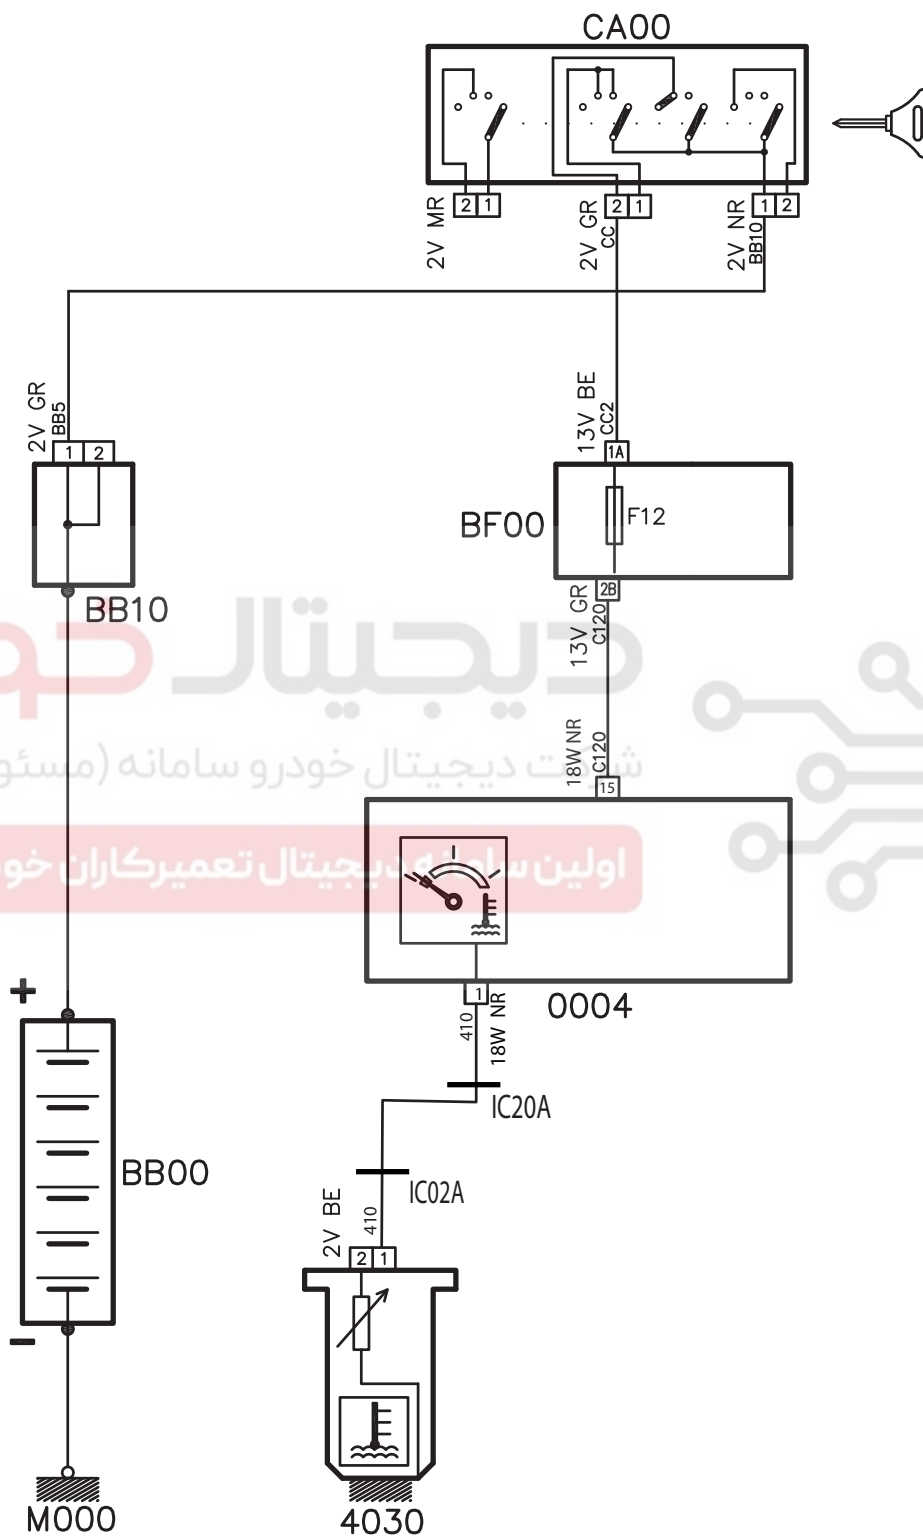 CA00
2V MR
2 1
2V GR
CC
2 1
2V NR
BB10
1 2
2V GR
BB5
1 2
13V BE
CC2
1A
BF00
F12
BB10
2B
13V GR
C120
دیجیتال خو
شرکت دیجیتال خودرو سامانه (مسئو
18W NR
C120
15
اولین سامانه دیجیتال تعمیرکاران خو
+
1
0004
410
18W NR
IC20A
BB00
IC02A
2V BE
410
2 1
-
M000
4030